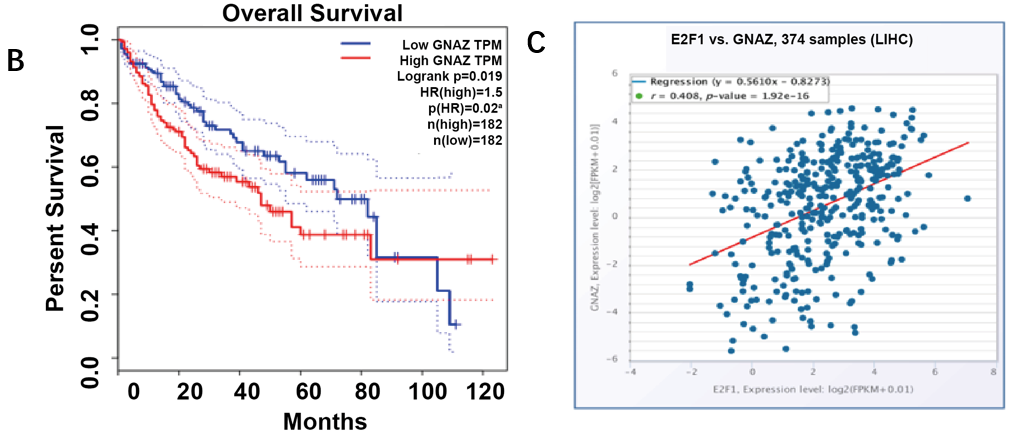 B
Overall Survival
Low GNAZ TPM
High GNAZ TPM
Logrank p=0.019
HR(high)=1.5
p(HR)=0.02ᵃ
n(high)=182
n(low)=182
Persent Survival
1.0
0.8
0.6
0.4
0.2
0.0
0 20 40 60 80 100 120
Months
C
E2F1 vs. GNAZ, 374 samples (LIHC)
Regression (y = 0.5610x − 0.8273)
r = 0.408, p-value = 1.92e-16
GNAZ, Expression level: log2[FPKM+0.01)]
6
4
2
0
−2
−4
−6
−4 −2 0 2 4 6 8
E2F1, Expression level: log2(FPKM+0.01)